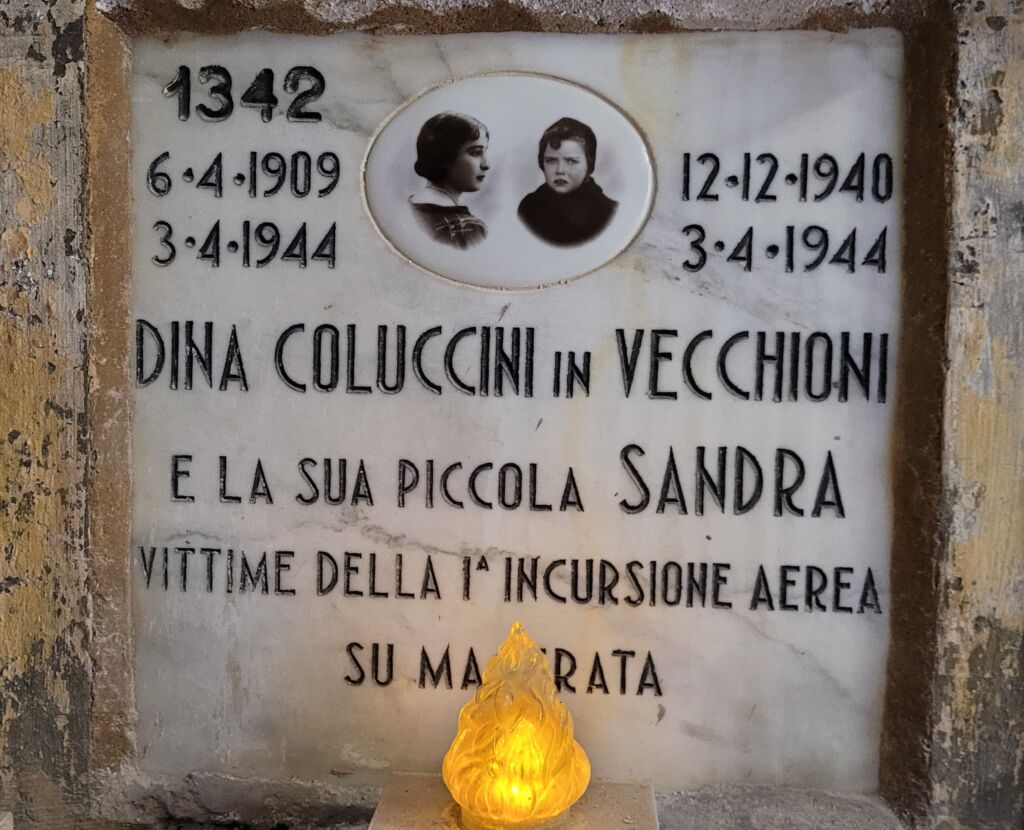 1342
6·4·1909
3·4·1944
12·12·1940
3·4·1944
DINA COLUCCINI IN VECCHIONI
E LA SUA PICCOLA SANDRA
VITTIME DELLA 1ᴬ INCURSIONE AEREA
SU